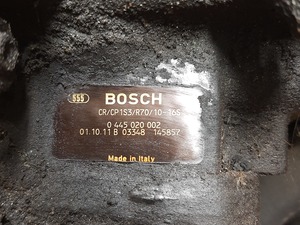 555 BOSCH
CR/CP1S3/R70/10-16S
0 445 020 002
01.10.11 B 03348 145857
Made in Italy